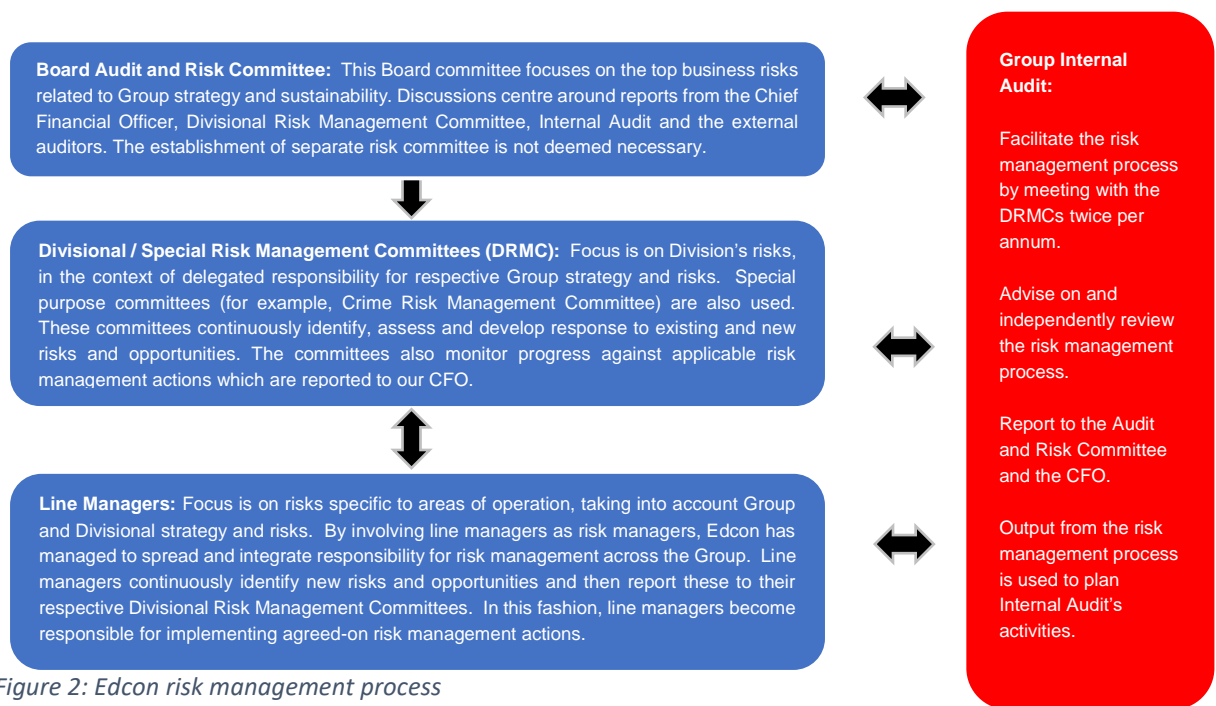 Board Audit and Risk Committee: This Board committee focuses on the top business risks
related to Group strategy and sustainability. Discussions centre around reports from the Chief
Financial Officer, Divisional Risk Management Committee, Internal Audit and the external
auditors. The establishment of separate risk committee is not deemed necessary.
Divisional / Special Risk Management Committees (DRMC): Focus is on Division's risks,
in the context of delegated responsibility for respective Group strategy and risks. Special
purpose committees (for example, Crime Risk Management Committee) are also used.
These committees continuously identify, assess and develop response to existing and new
risks and opportunities. The committees also monitor progress against applicable risk
management actions which are reported to our CFO.
Line Managers: Focus is on risks specific to areas of operation, taking into account Group
and Divisional strategy and risks. By involving line managers as risk managers, Edcon has
managed to spread and integrate responsibility for risk management across the Group. Line
managers continuously identify new risks and opportunities and then report these to their
respective Divisional Risk Management Committees. In this fashion, line managers become
responsible for implementing agreed-on risk management actions.
Group Internal
Audit:
Facilitate the risk
management process
by meeting with the
DRMCs twice per
annum.
Advise on and
independently review
the risk management
process.
Report to the Audit
and Risk Committee
and the CFO.
Output from the risk
management process
is used to plan
Internal Audit's
activities.
Figure 2: Edcon risk management process